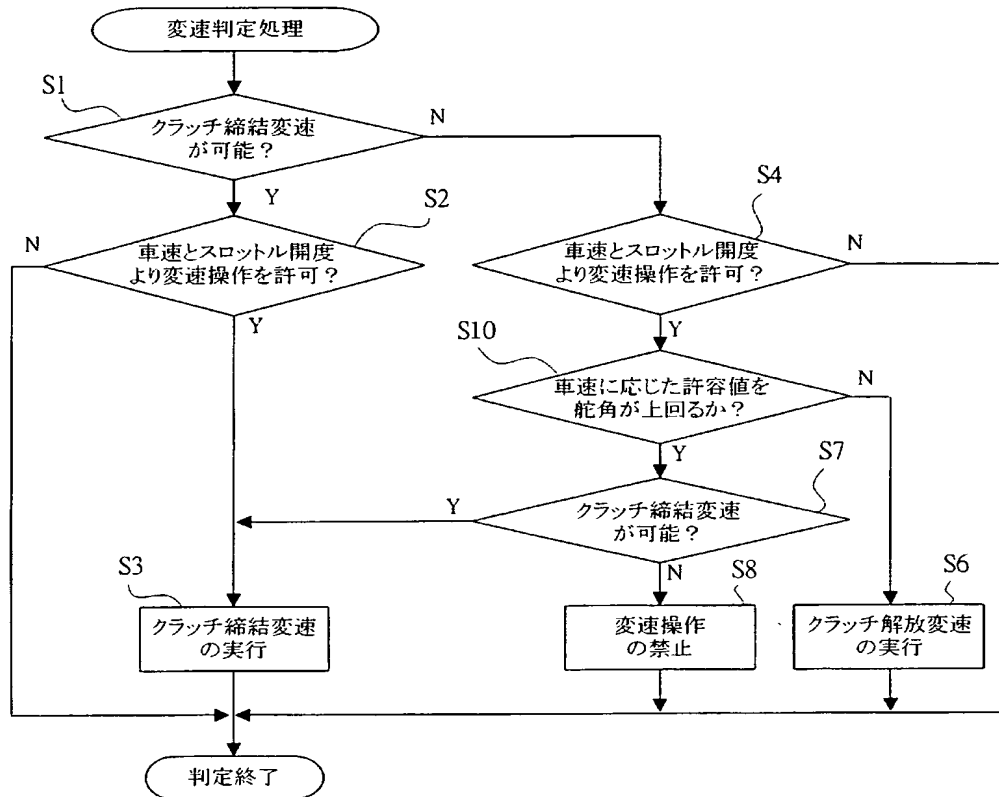 変速判定処理
S1
クラッチ締結変速
が可能？
N
Y
S2
N
車速とスロットル開度
より変速操作を許可？
Y
S4
車速とスロットル開度
より変速操作を許可？
N
Y
S10
車速に応じた許容値を
舵角が上回るか？
N
Y
S7
Y
クラッチ締結変速
が可能？
N
S3
クラッチ締結変速
の実行
S8
変速操作
の禁止
S6
クラッチ解放変速
の実行
判定終了